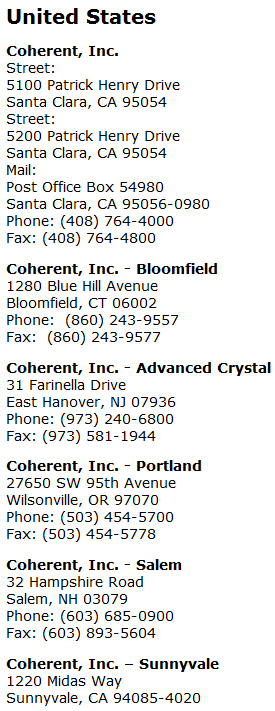 United States
Coherent, Inc.
Street:
5100 Patrick Henry Drive
Santa Clara, CA 95054
Street:
5200 Patrick Henry Drive
Santa Clara, CA 95054
Mail:
Post Office Box 54980
Santa Clara, CA 95056-0980
Phone: (408) 764-4000
Fax: (408) 764-4800
Coherent, Inc. - Bloomfield
1280 Blue Hill Avenue
Bloomfield, CT 06002
Phone:  (860) 243-9557
Fax:  (860) 243-9577
Coherent, Inc. - Advanced Crystal
31 Farinella Drive
East Hanover, NJ 07936
Phone: (973) 240-6800
Fax: (973) 581-1944
Coherent, Inc. - Portland
27650 SW 95th Avenue
Wilsonville, OR 97070
Phone: (503) 454-5700
Fax: (503) 454-5778
Coherent, Inc. - Salem
32 Hampshire Road
Salem, NH 03079
Phone: (603) 685-0900
Fax: (603) 893-5604
Coherent, Inc. – Sunnyvale
1220 Midas Way
Sunnyvale, CA 94085-4020